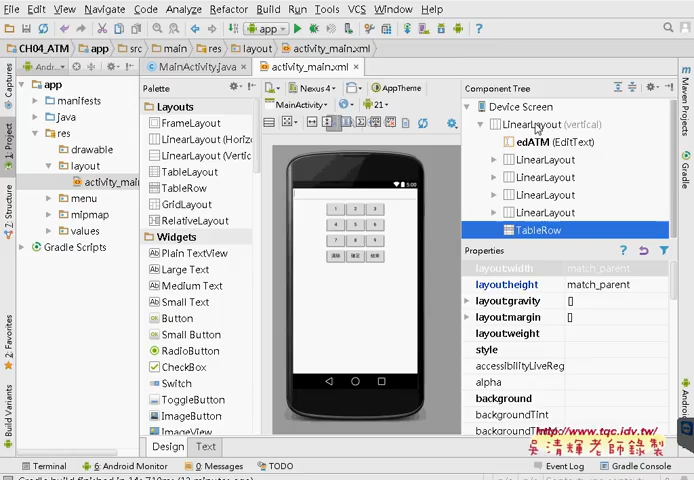 File Edit View Navigate Code Analyze Refactor Build Run Tools VCS Window Help
app
CH04_ATM app src main res layout activity_main.xml
Andr...
MainActivity.java × activity_main.xml ×
Captures
1: Project
7: Structure
2: Favorites
Build Variants
app
manifests
java
res
drawable
layout
activity_mai
menu
mipmap
values
Gradle Scripts
Palette
Layouts
FrameLayout
LinearLayout (Horizo
LinearLayout (Vertic
TableLayout
TableRow
GridLayout
RelativeLayout
Widgets
Plain TextView
Large Text
Medium Text
Small Text
Button
Small Button
RadioButton
CheckBox
Switch
ToggleButton
ImageButton
ImageView
Design Text
Nexus 4 AppTheme
MainActivity 21
5:00
1 2 3
4 5 6
7 8 9
清除 確定 結束
Component Tree
Device Screen
LinearLayout (vertical)
edATM (EditText)
LinearLayout
LinearLayout
LinearLayout
LinearLayout
TableRow
Properties
layout:width match_parent
layout:height match_parent
layout:gravity []
layout:margin []
layout:weight
style
accessibilityLiveReg
alpha
background
backgroundTint
http://www.tqc.idv.tw/
吳清輝老師錄製
Maven Projects
Gradle
Terminal 6: Android Monitor 0: Messages TODO Event Log Gradle Console